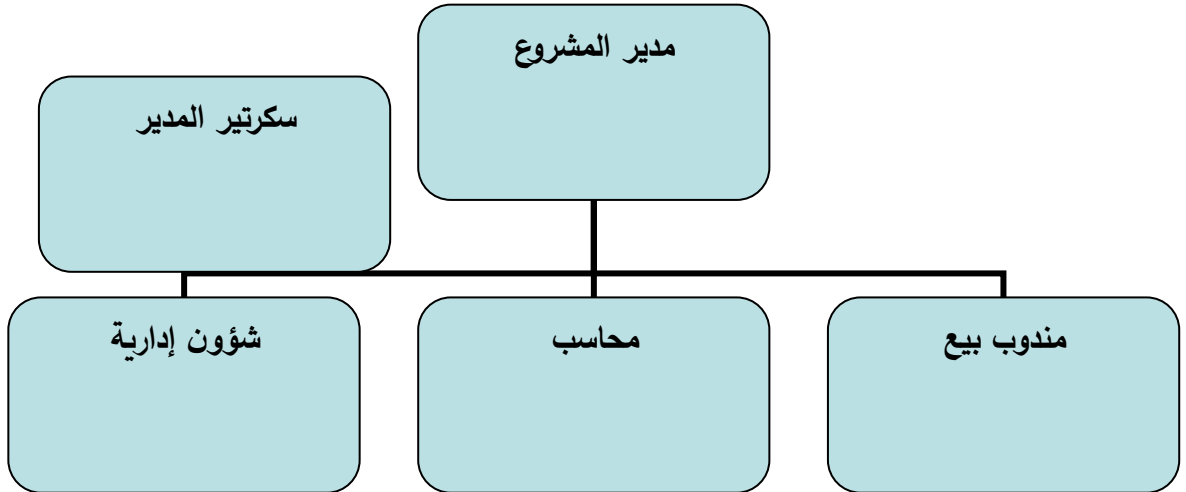 مدير المشروع
سكرتير المدير
مندوب بيع
محاسب
شؤون إدارية